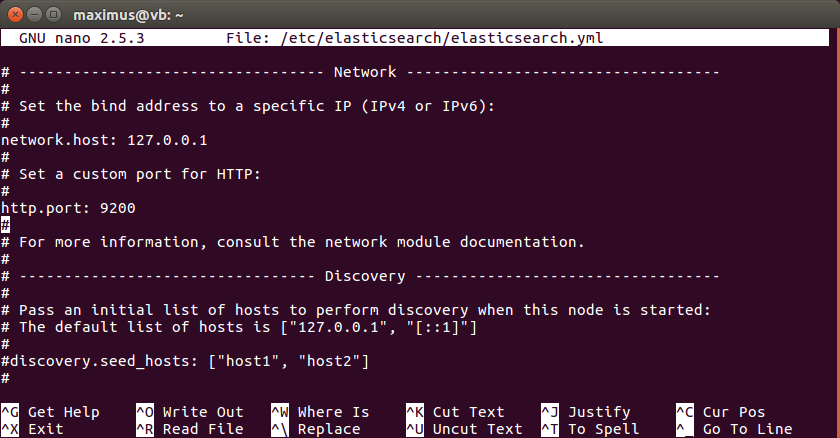 maximus@vb: ~
GNU nano 2.5.3 File: /etc/elasticsearch/elasticsearch.yml
# ---------------------------------- Network -----------------------------------
#
# Set the bind address to a specific IP (IPv4 or IPv6):
#
network.host: 127.0.0.1
#
# Set a custom port for HTTP:
#
http.port: 9200
#
# For more information, consult the network module documentation.
#
# --------------------------------- Discovery ----------------------------------
#
# Pass an initial list of hosts to perform discovery when this node is started:
# The default list of hosts is ["127.0.0.1", "[::1]"]
#
#discovery.seed_hosts: ["host1", "host2"]
#
^G Get Help ^O Write Out ^W Where Is ^K Cut Text ^J Justify ^C Cur Pos
^X Exit ^R Read File ^\ Replace ^U Uncut Text ^T To Spell ^_ Go To Line